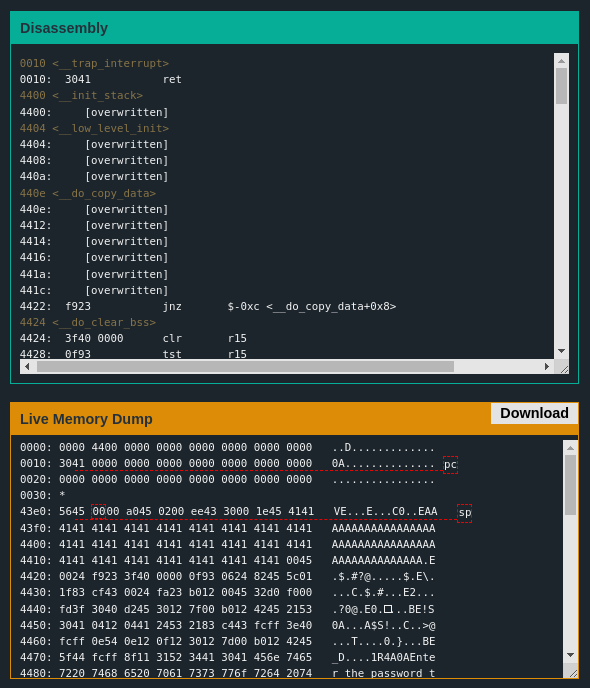 Disassembly
0010 <__trap_interrupt>
0010:  3041           ret
4400 <__init_stack>
4400:     [overwritten]
4404 <__low_level_init>
4404:     [overwritten]
4408:     [overwritten]
440a:     [overwritten]
440e <__do_copy_data>
440e:     [overwritten]
4412:     [overwritten]
4414:     [overwritten]
4416:     [overwritten]
441a:     [overwritten]
441c:     [overwritten]
4422:  f923           jnz       $-0xc <__do_copy_data+0x8>
4424 <__do_clear_bss>
4424:  3f40 0000      clr       r15
4428:  0f93           tst       r15
Live Memory Dump
Download
0000: 0000 4400 0000 0000 0000 0000 0000 0000   ..D.............
0010: 3041 0000 0000 0000 0000 0000 0000 0000   0A.............. pc
0020: 0000 0000 0000 0000 0000 0000 0000 0000   ................
0030: *
43e0: 5645 0000 a045 0200 ee43 3000 1e45 4141   VE...E...C0..EAA sp
43f0: 4141 4141 4141 4141 4141 4141 4141 4141   AAAAAAAAAAAAAAAA
4400: 4141 4141 4141 4141 4141 4141 4141 4141   AAAAAAAAAAAAAAAA
4410: 4141 4141 4141 4141 4141 4141 4141 0045   AAAAAAAAAAAAAA.E
4420: 0024 f923 3f40 0000 0f93 0624 8245 5c01   .$.#?@.....$.E\.
4430: 1f83 cf43 0024 fa23 b012 0045 32d0 f000   ...C.$.#...E2...
4440: fd3f 3040 d245 3012 7f00 b012 4245 2153   .?0@.E0.□...BE!S
4450: 3041 0412 0441 2453 2183 c443 fcff 3e40   0A...A$S!..C..>@
4460: fcff 0e54 0e12 0f12 3012 7d00 b012 4245   ...T....0.}...BE
4470: 5f44 fcff 8f11 3152 3441 3041 456e 7465   _D....1R4A0AEnte
4480: 7220 7468 6520 7061 7373 776f 7264 2074   r the password t